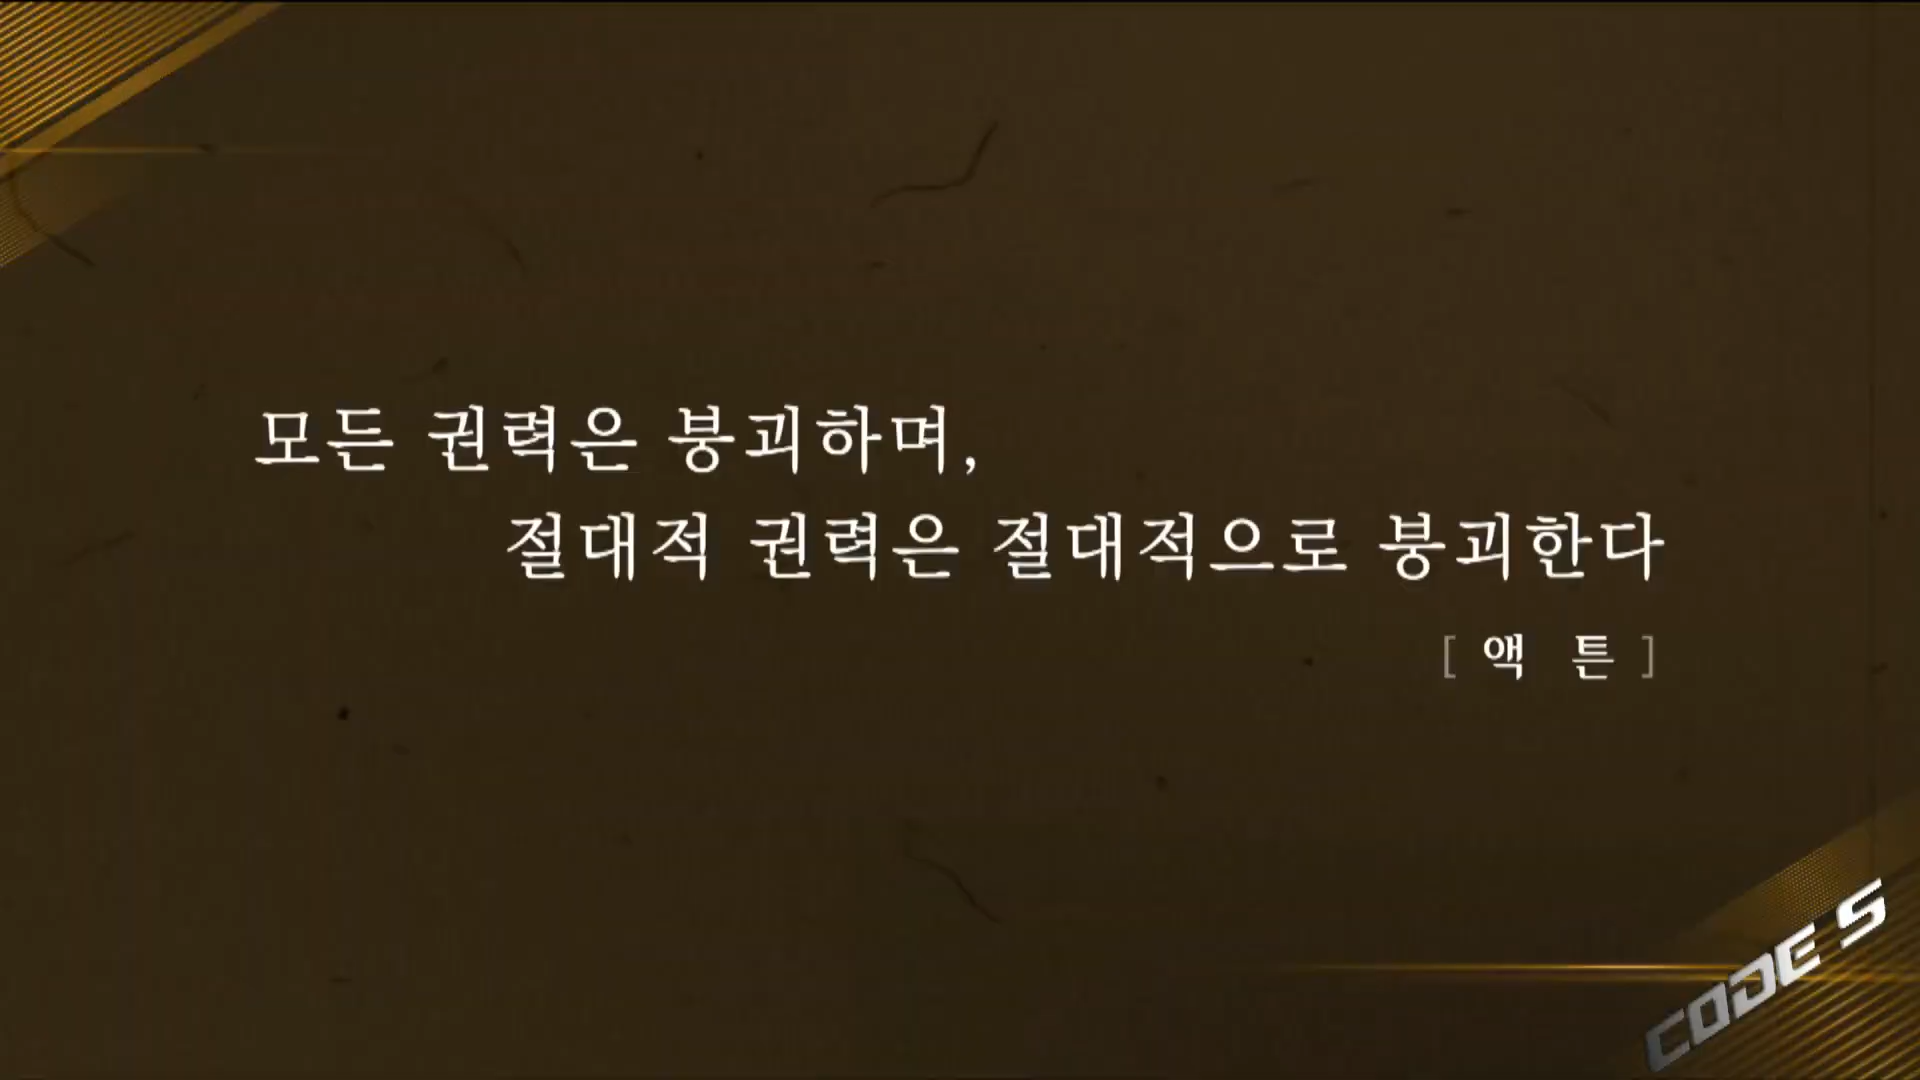 모든 권력은 붕괴하며,
절대적 권력은 절대적으로 붕괴한다
[ 액 튼 ]
CODE S